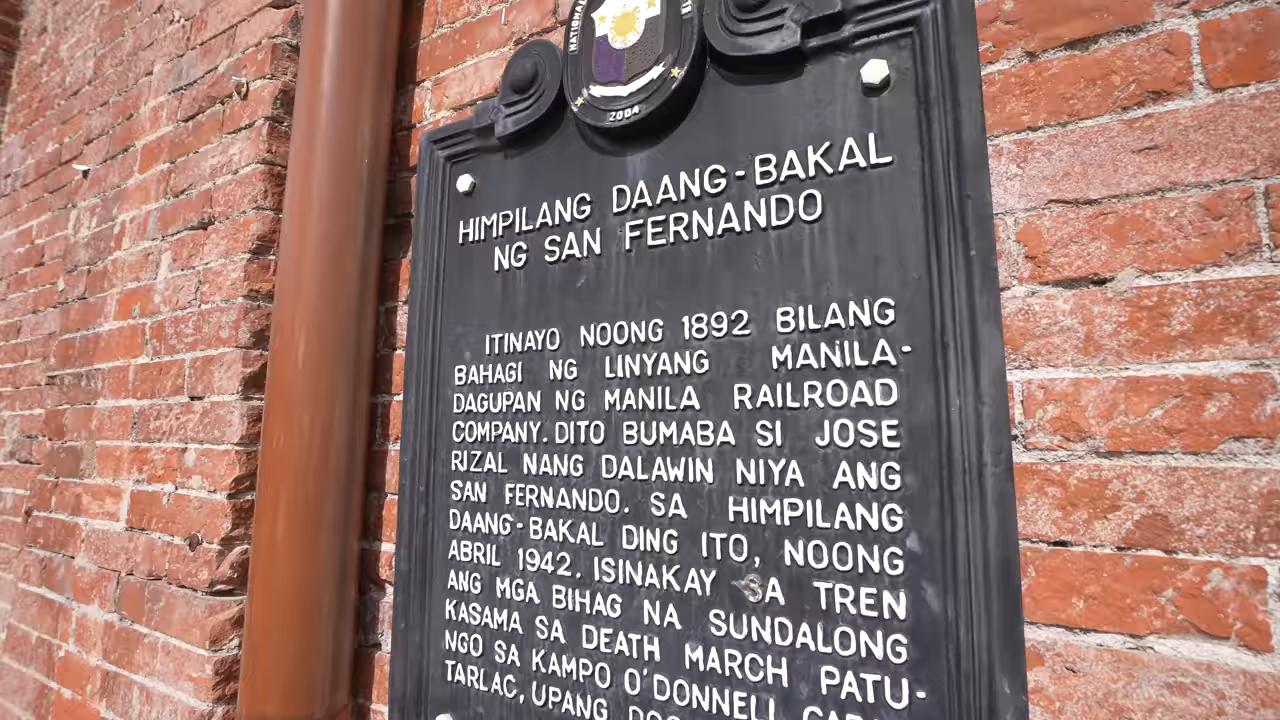 NATIONAL
2004
HIMPILANG DAANG-BAKAL
NG SAN FERNANDO
ITINAYO NOONG 1892 BILANG
BAHAGI NG LINYANG MANILA-
DAGUPAN NG MANILA RAILROAD
COMPANY. DITO BUMABA SI JOSE
RIZAL NANG DALAWIN NIYA ANG
SAN FERNANDO. SA HIMPILANG
DAANG-BAKAL DING ITO, NOONG
ABRIL 1942. ISINAKAY SA TREN
ANG MGA BIHAG NA SUNDALONG
KASAMA SA DEATH MARCH PATU-
NGO SA KAMPO O'DONNELL
TARLAC, UPANG